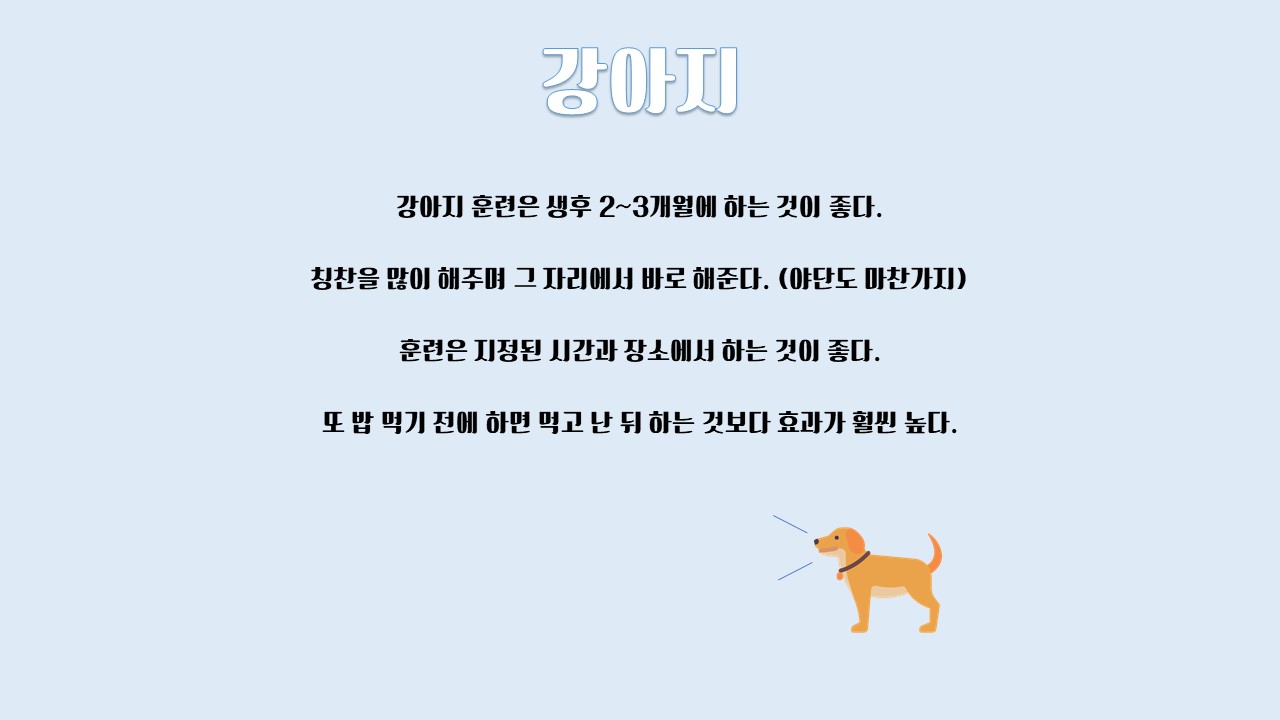 강아지
강아지 훈련은 생후 2~3개월에 하는 것이 좋다.
칭찬을 많이 해주며 그 자리에서 바로 해준다. (야단도 마찬가지)
훈련은 지정된 시간과 장소에서 하는 것이 좋다.
또 밥 먹기 전에 하면 먹고 난 뒤 하는 것보다 효과가 훨씬 높다.